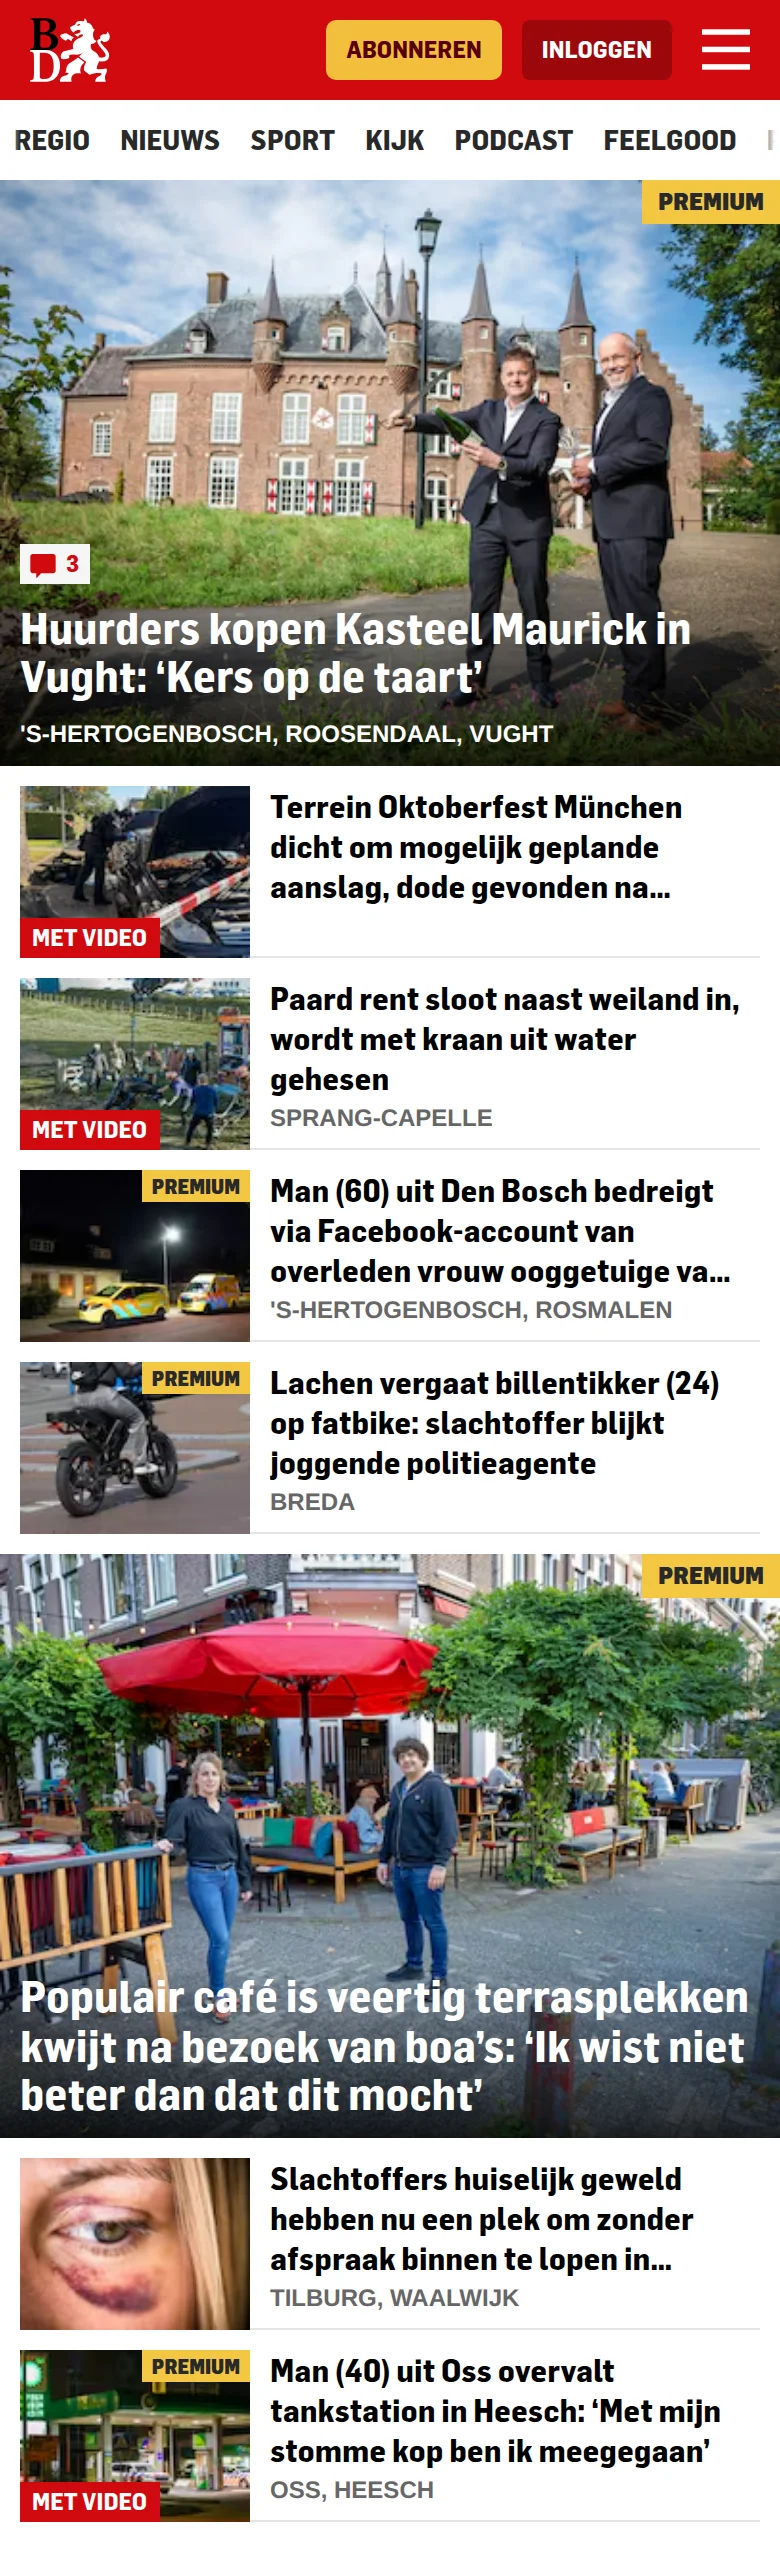 B
D
ABONNEREN
INLOGGEN
REGIO NIEUWS SPORT KIJK PODCAST FEELGOOD
PREMIUM
3
Huurders kopen Kasteel Maurick in
Vught: ‘Kers op de taart’
'S-HERTOGENBOSCH, ROOSENDAAL, VUGHT
MET VIDEO
Terrein Oktoberfest München
dicht om mogelijk geplande
aanslag, dode gevonden na...
MET VIDEO
Paard rent sloot naast weiland in,
wordt met kraan uit water
gehesen
SPRANG-CAPELLE
PREMIUM
Man (60) uit Den Bosch bedreigt
via Facebook-account van
overleden vrouw ooggetuige va...
'S-HERTOGENBOSCH, ROSMALEN
PREMIUM
Lachen vergaat billentikker (24)
op fatbike: slachtoffer blijkt
joggende politieagente
BREDA
PREMIUM
Populair café is veertig terrasplekken
kwijt na bezoek van boa’s: ‘Ik wist niet
beter dan dat dit mocht’
Slachtoffers huiselijk geweld
hebben nu een plek om zonder
afspraak binnen te lopen in...
TILBURG, WAALWIJK
PREMIUM
MET VIDEO
Man (40) uit Oss overvalt
tankstation in Heesch: ‘Met mijn
stomme kop ben ik meegegaan’
OSS, HEESCH